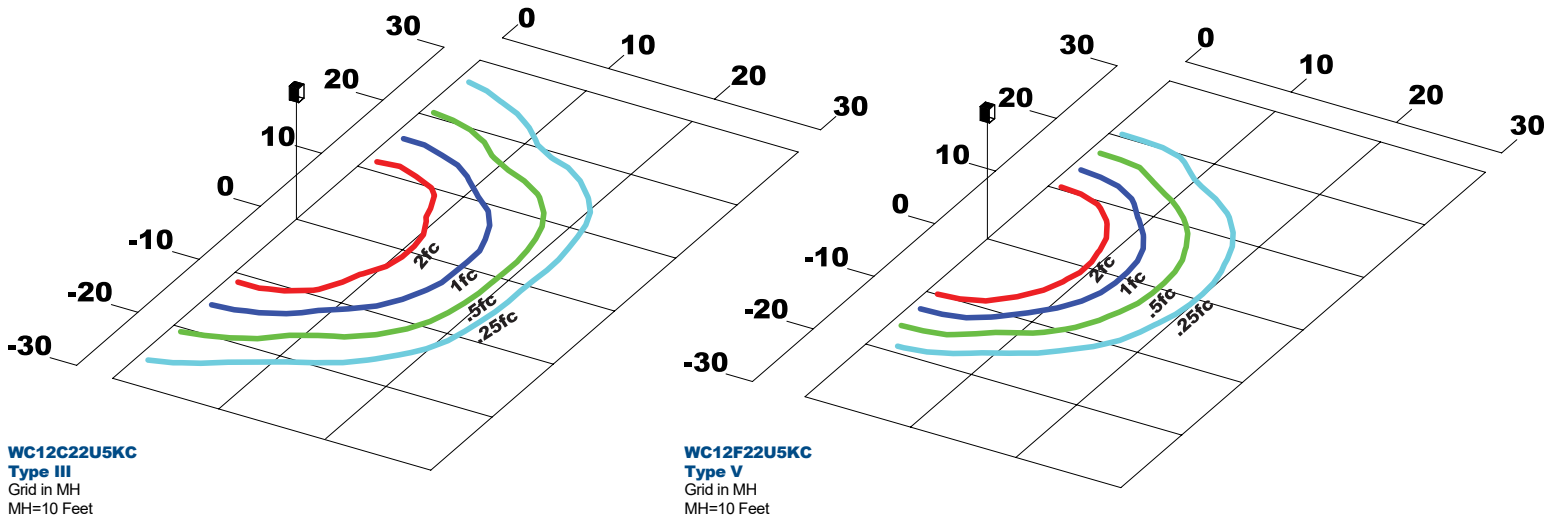 30
20
10
0
-10
-20
-30
0
10
20
30
2fc
1fc
.5fc
.25fc
WC12C22U5KC
Type III
Grid in MH
MH=10 Feet
30
20
10
0
-10
-20
-30
0
10
20
30
2fc
1fc
.5fc
.25fc
WC12F22U5KC
Type V
Grid in MH
MH=10 Feet